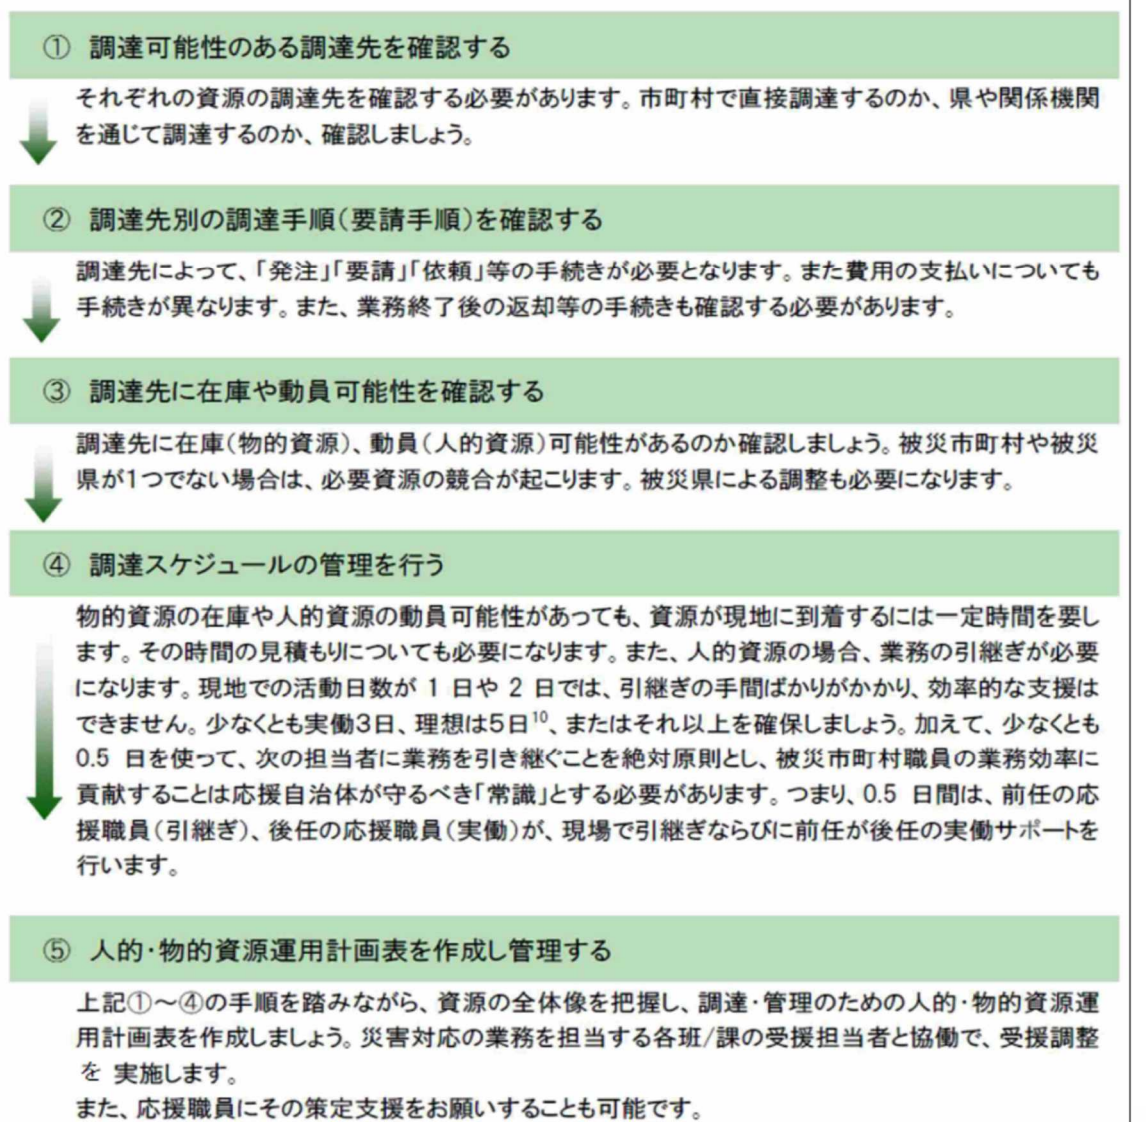 ① 調達可能性のある調達先を確認する
それぞれの資源の調達先を確認する必要があります。市町村で直接調達するのか、県や関係機関
を通じて調達するのか、確認しましょう。
② 調達先別の調達手順(要請手順)を確認する
調達先によって、「発注」「要請」「依頼」等の手続きが必要となります。また費用の支払いについても
手続きが異なります。また、業務終了後の返却等の手続きも確認する必要があります。
③ 調達先に在庫や動員可能性を確認する
調達先に在庫(物的資源)、動員(人的資源)可能性があるのか確認しましょう。被災市町村や被災
県が1つでない場合は、必要資源の競合が起こります。被災県による調整も必要になります。
④ 調達スケジュールの管理を行う
物的資源の在庫や人的資源の動員可能性があっても、資源が現地に到着するには一定時間を要し
ます。その時間の見積もりについても必要になります。また、人的資源の場合、業務の引継ぎが必要
になります。現地での活動日数が 1 日や 2 日では、引継ぎの手間ばかりがかかり、効率的な支援は
できません。少なくとも実働3日、理想は5日¹⁰、またはそれ以上を確保しましょう。加えて、少なくとも
0.5 日を使って、次の担当者に業務を引き継ぐことを絶対原則とし、被災市町村職員の業務効率に
貢献することは応援自治体が守るべき「常識」とする必要があります。つまり、0.5 日間は、前任の応
援職員(引継ぎ)、後任の応援職員(実働)が、現場で引継ぎならびに前任が後任の実働サポートを
行います。
⑤ 人的・物的資源運用計画表を作成し管理する
上記①～④の手順を踏みながら、資源の全体像を把握し、調達・管理のための人的・物的資源運
用計画表を作成しましょう。災害対応の業務を担当する各班/課の受援担当者と協働で、受援調整
を 実施します。
また、応援職員にその策定支援をお願いすることも可能です。